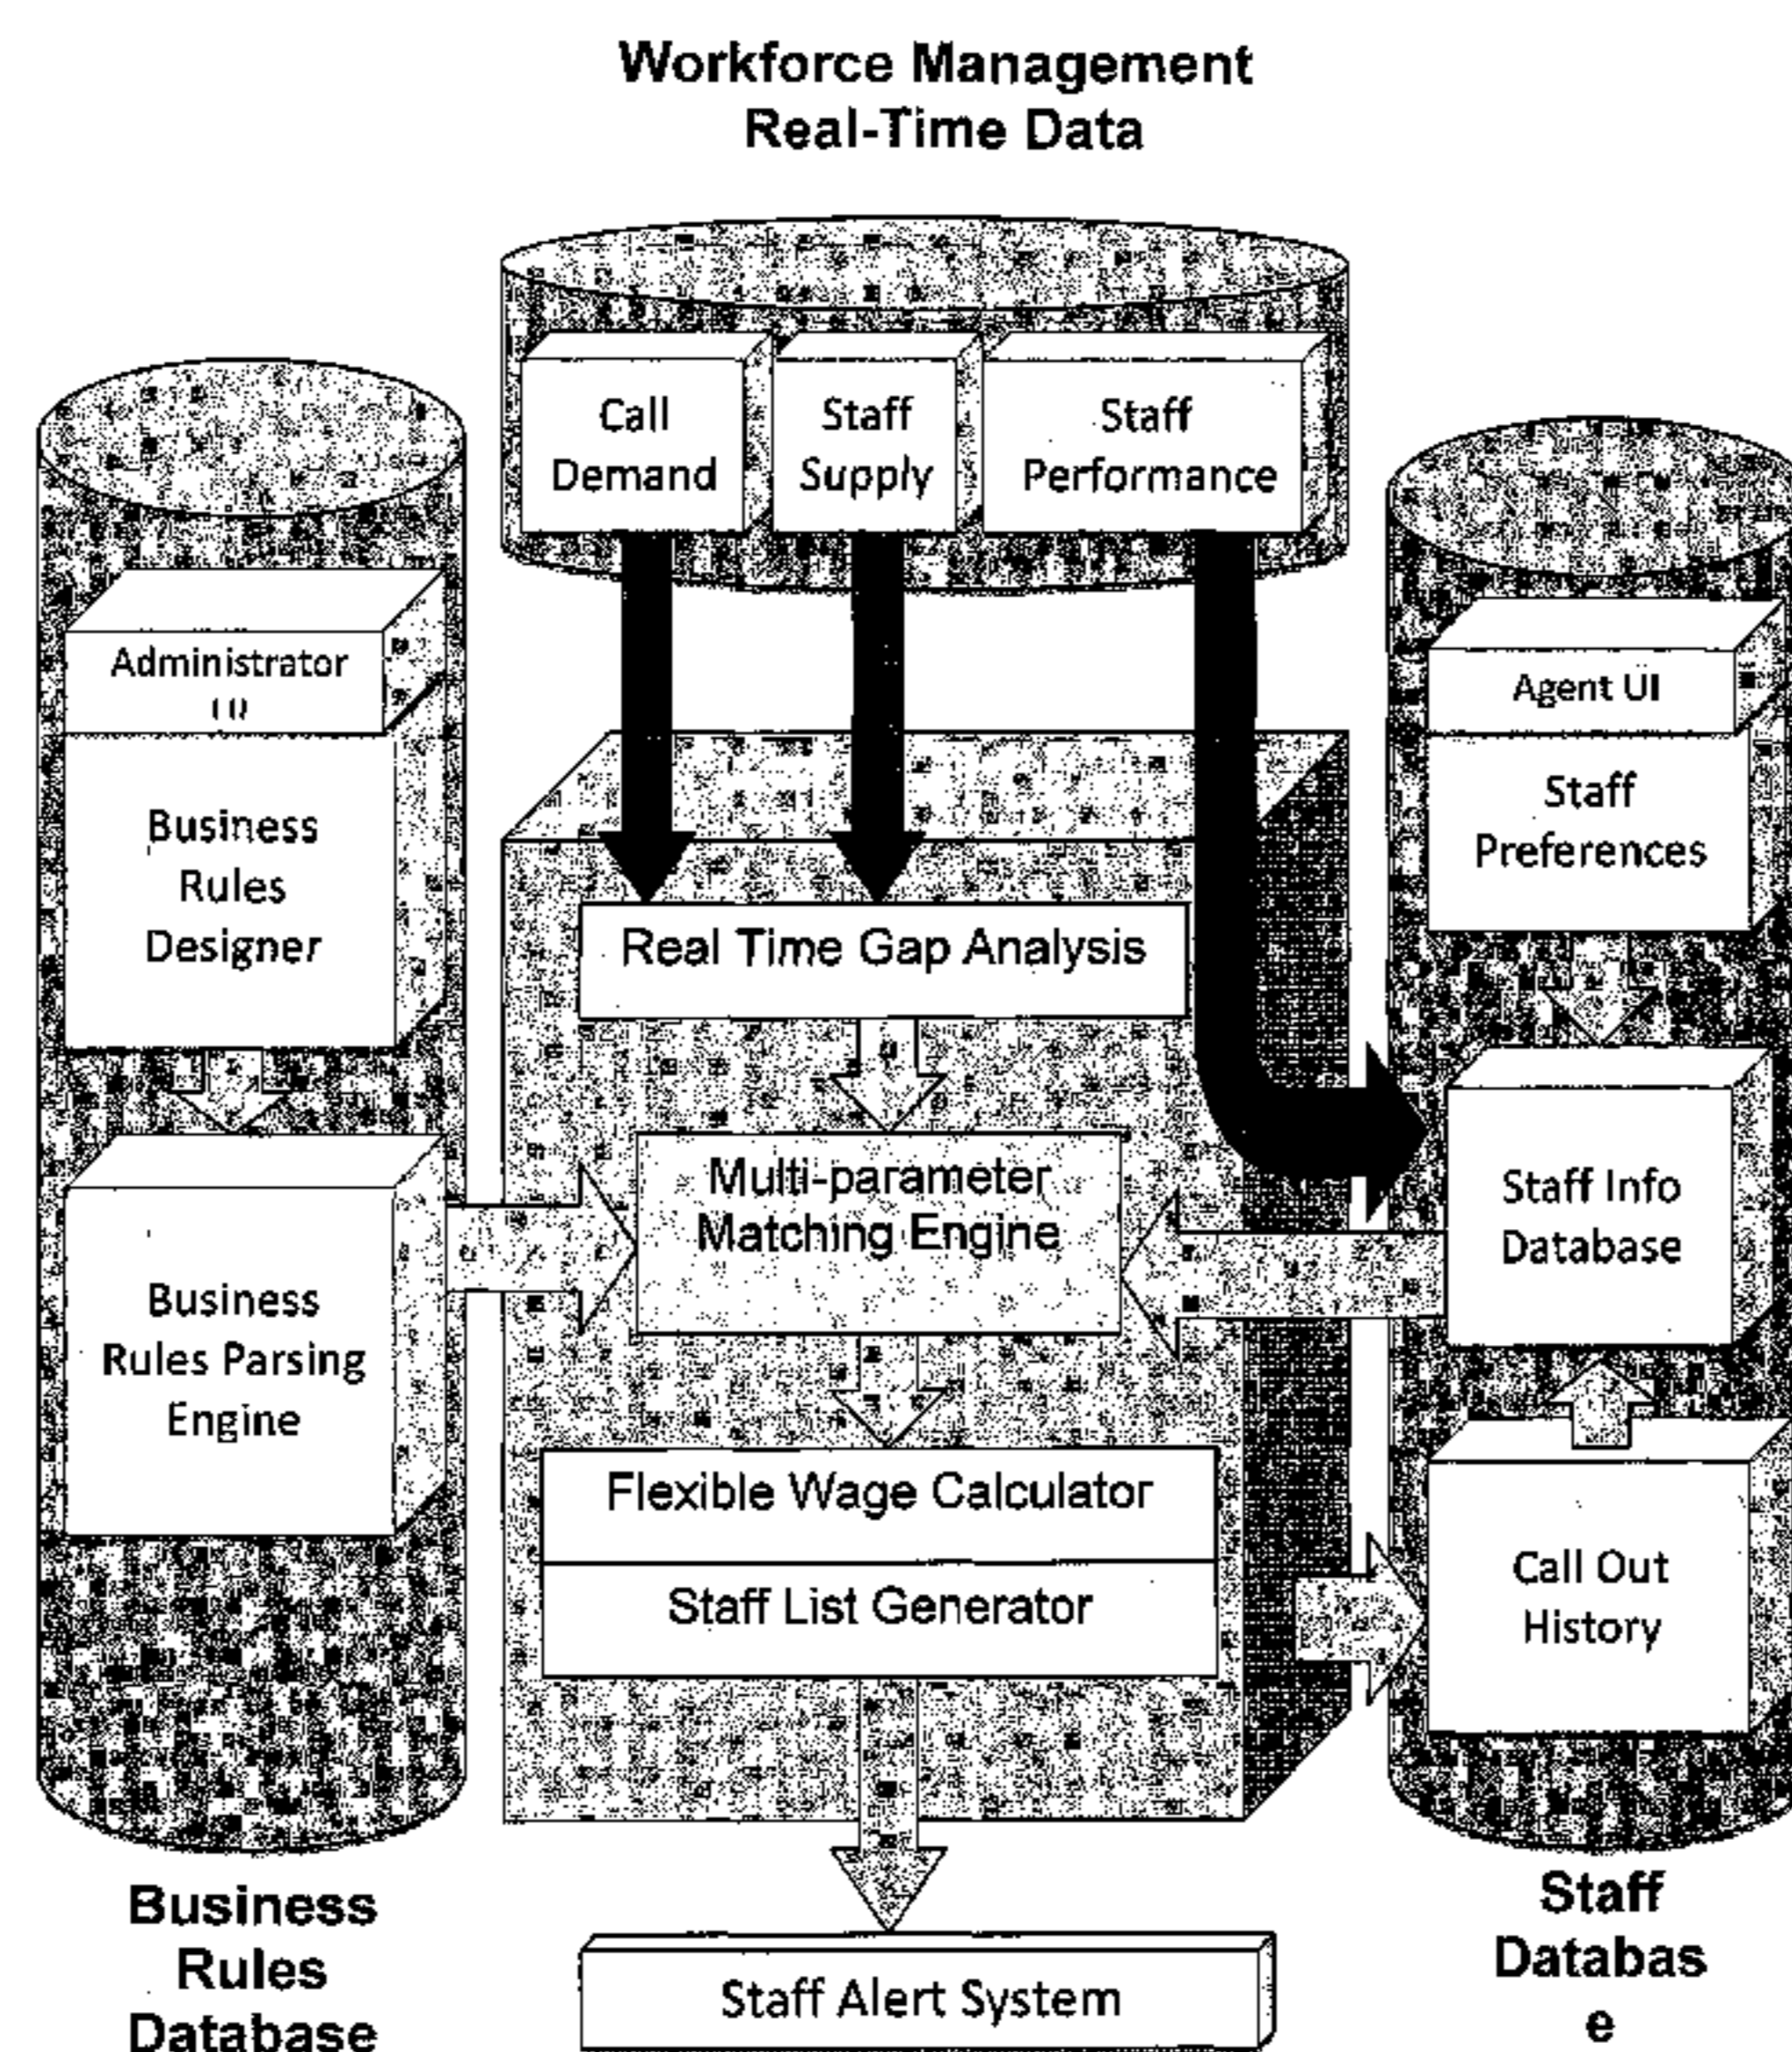 Workforce Management
Real-Time Data
Call
Demand
Staff
Supply
Staff
Performance
Administrator
Business
Rules
Designer
Agent UI
Staff
Preferences
Real Time Gap Analysis
Multi-parameter
Matching Engine
Business
Rules Parsing
Engine
Staff Info
Database
Flexible Wage Calculator
Staff List Generator
Call Out
History
Business
Rules
Database
Staff Alert System
Staff
Databas
e